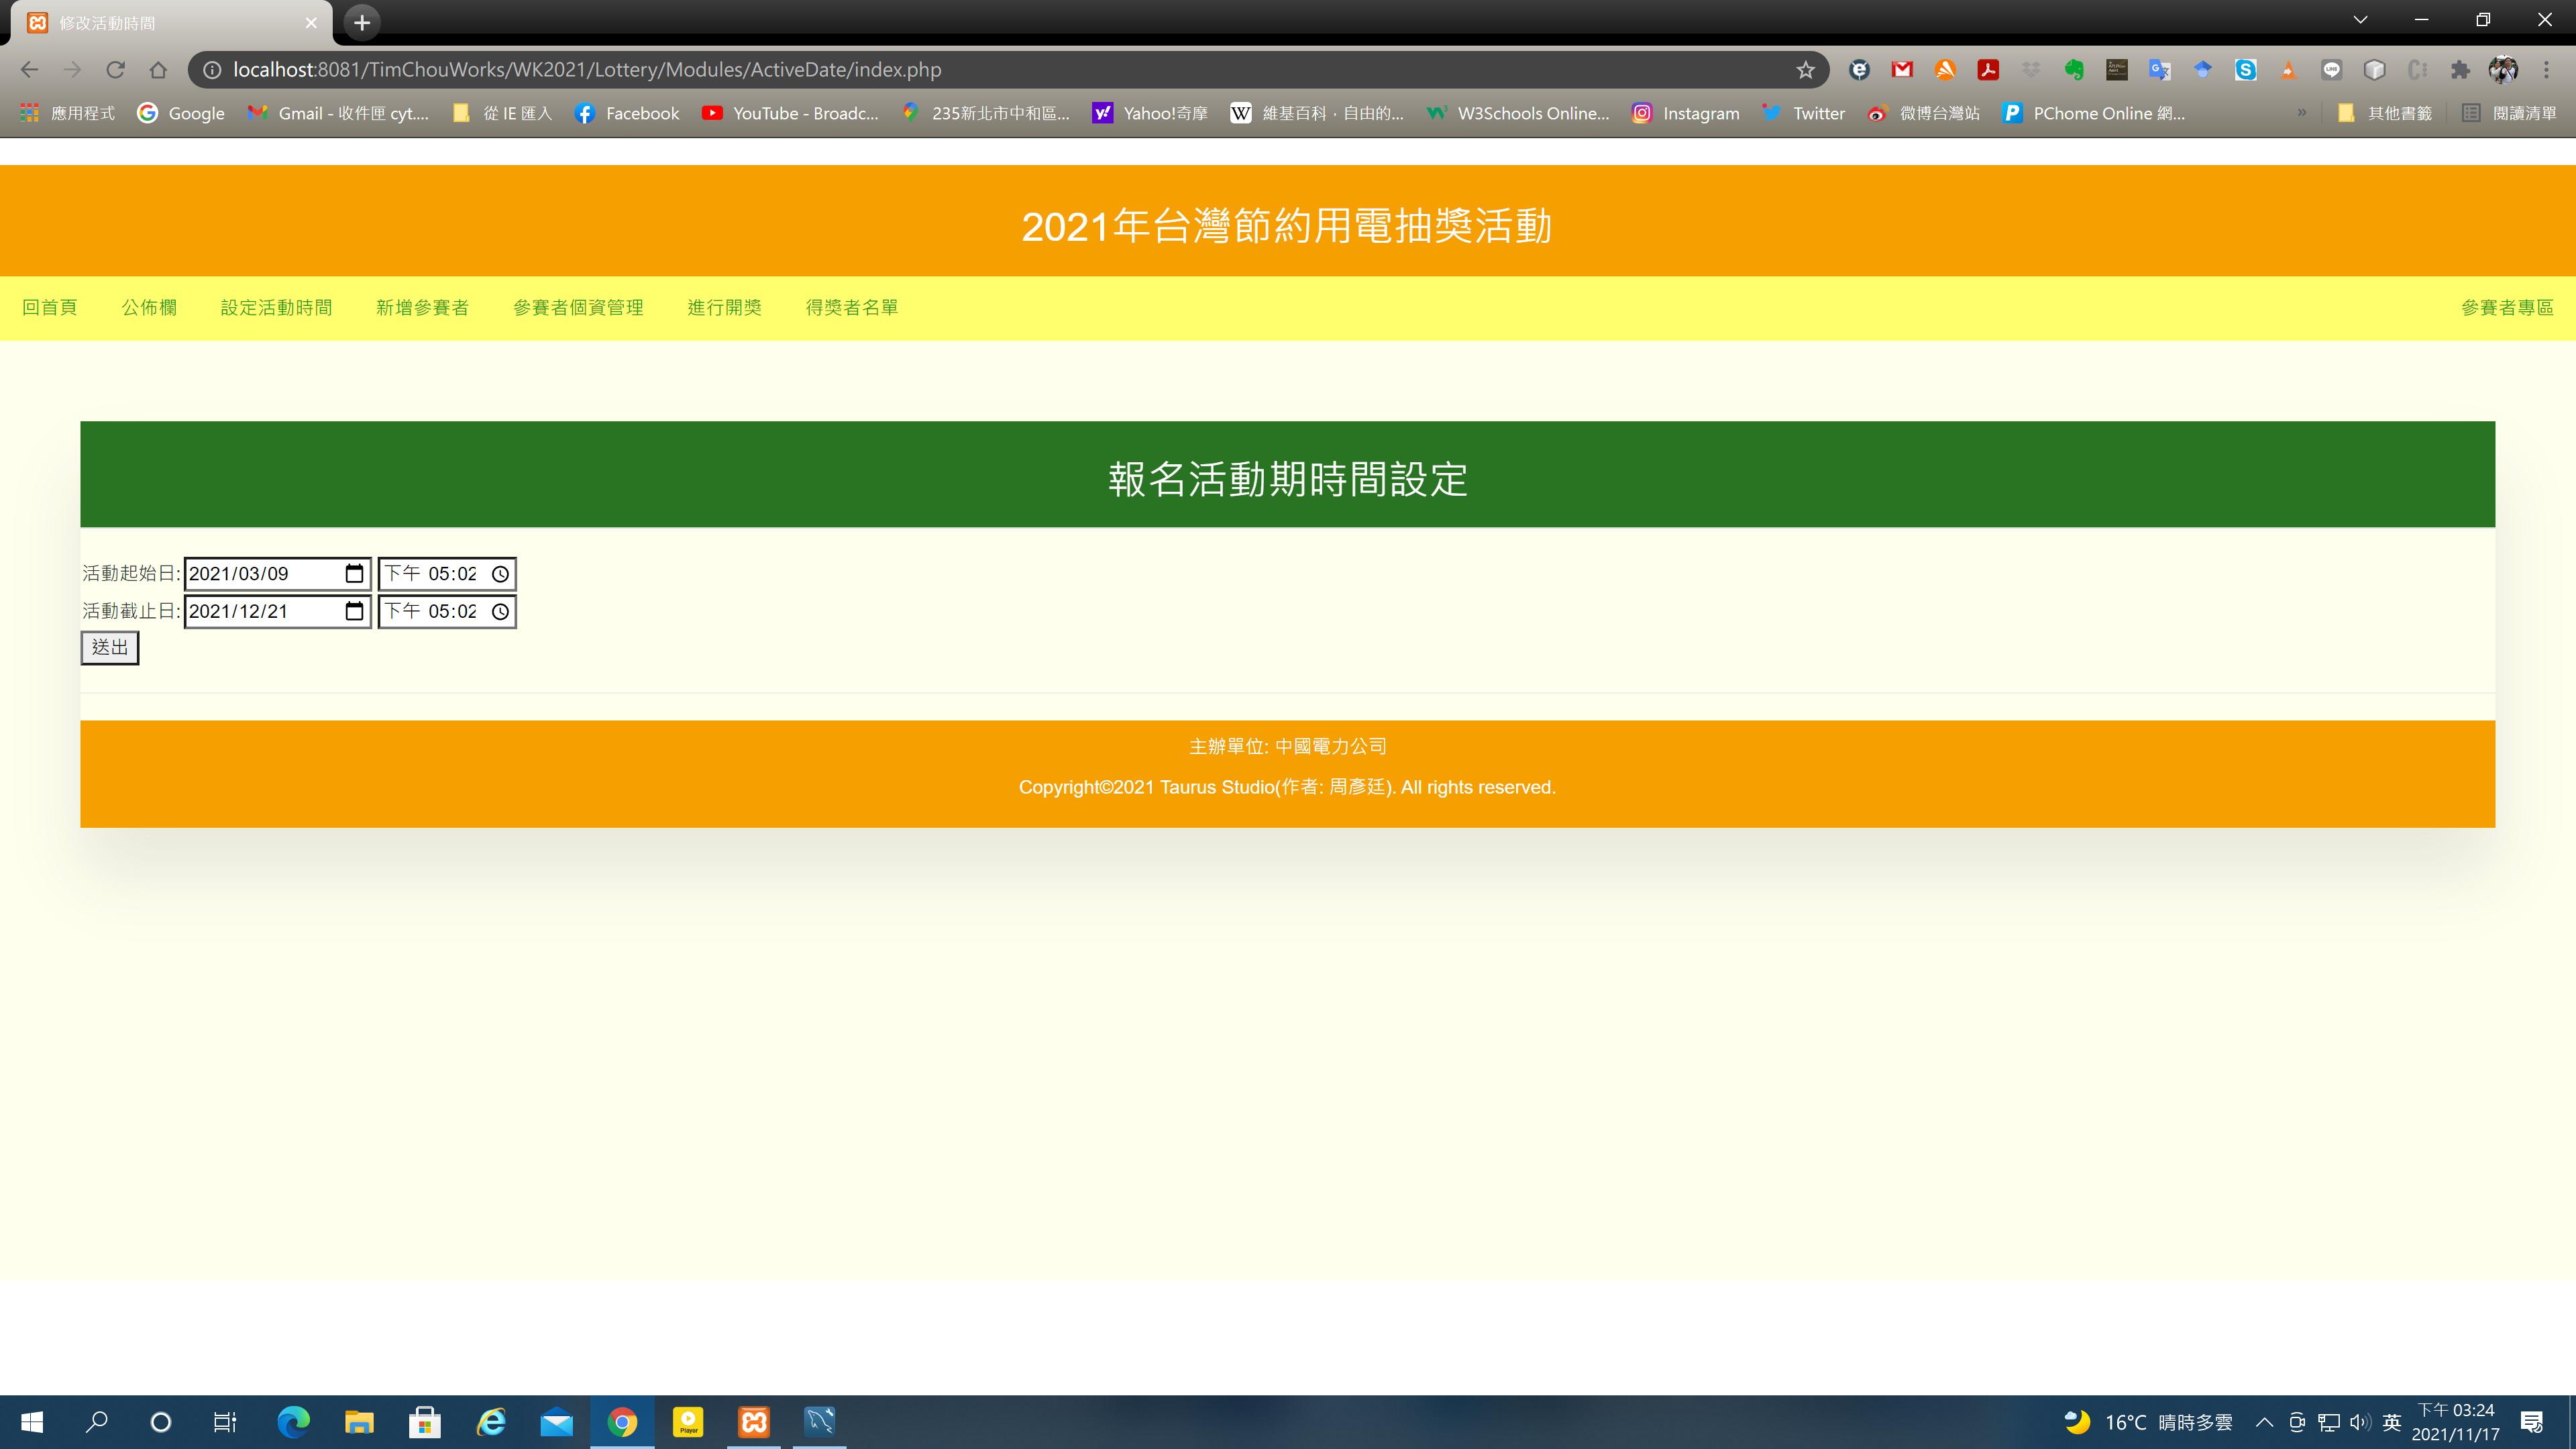 修改活動時間
localhost:8081/TimChouWorks/WK2021/Lottery/Modules/ActiveDate/index.php
應用程式 Google Gmail - 收件匣 cyt.... 從 IE 匯入 Facebook YouTube - Broadc... 235新北市中和區... Yahoo!奇摩 維基百科，自由的... W3Schools Online... Instagram Twitter 微博台灣站 PChome Online 網... » 其他書籤 閱讀清單
2021年台灣節約用電抽獎活動
回首頁 公佈欄 設定活動時間 新增參賽者 參賽者個資管理 進行開獎 得獎者名單 參賽者專區
報名活動期時間設定
活動起始日: 2021/03/09 下午 05:02
活動截止日: 2021/12/21 下午 05:02
送出
主辦單位: 中國電力公司
Copyright©2021 Taurus Studio(作者: 周彥廷). All rights reserved.
16°C 晴時多雲 英 下午 03:24
2021/11/17